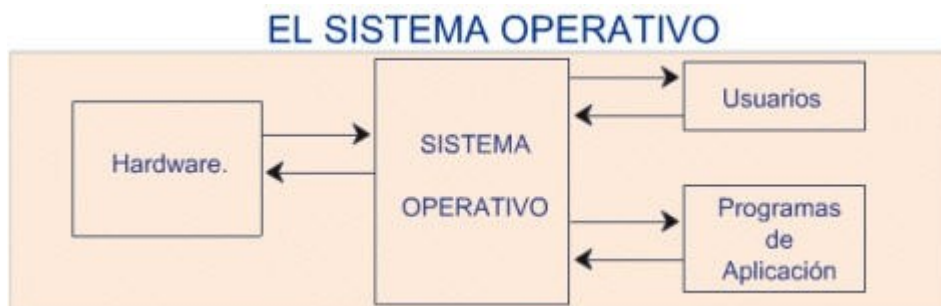 EL SISTEMA OPERATIVO
Hardware.
SISTEMA
OPERATIVO
Usuarios
Programas
de
Aplicación